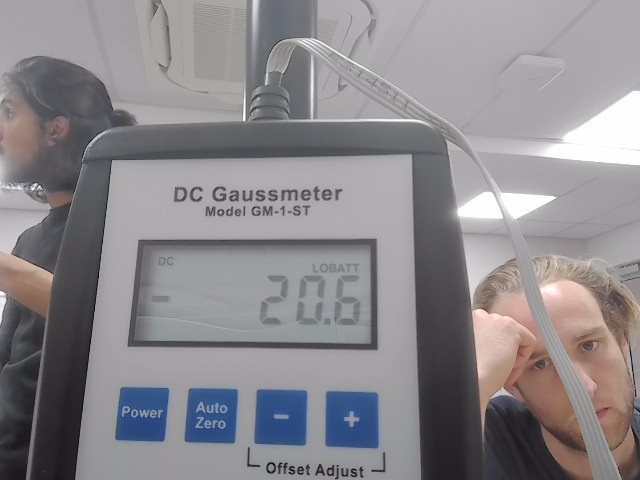 DC Gaussmeter
Model GM-1-ST
DC
LOBATT
- 20.6
Power
Auto
Zero
-
+
Offset Adjust